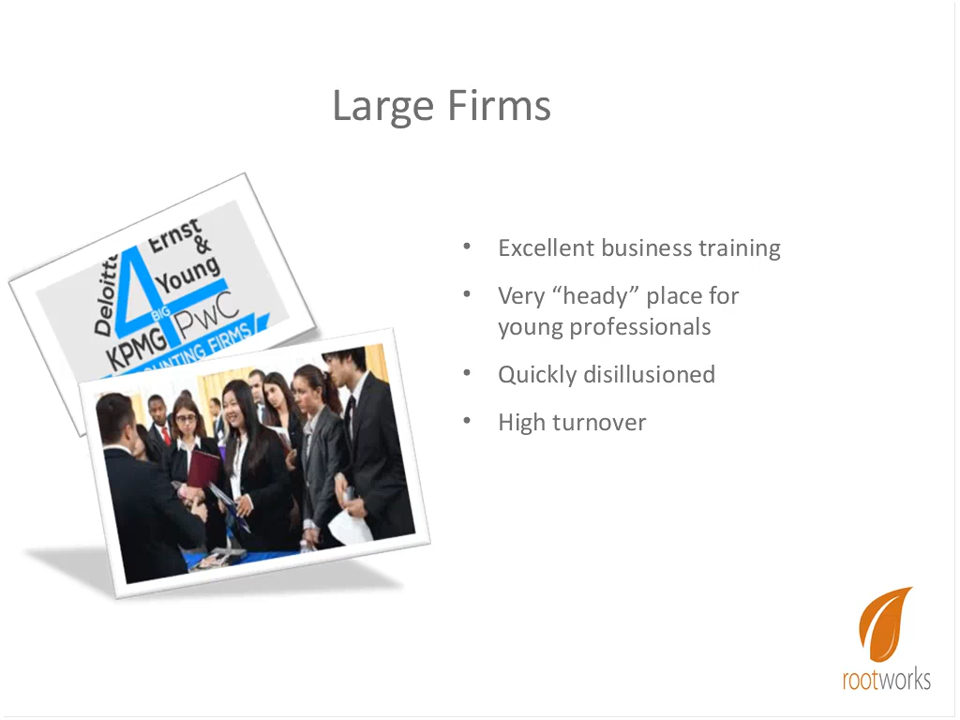 Large Firms
Ernst
&
Young
Deloitte
4
BIG
KPMG
PwC
FIRMS
• Excellent business training
• Very “heady” place for
young professionals
• Quickly disillusioned
• High turnover
rootworks